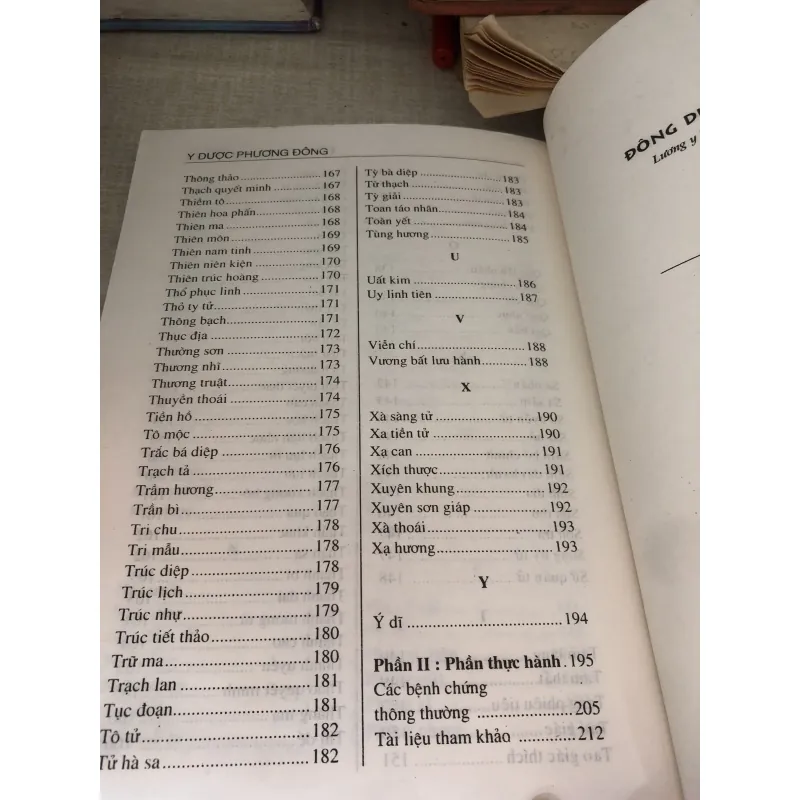 Y DƯỢC PHƯƠNG ĐÔNG
Thông thảo 167
Thạch quyết minh 167
Thiềm tô 168
Thiên hoa phấn 168
Thiên ma 168
Thiên môn 169
Thiên nam tinh 169
Thiên niên kiện 170
Thiên trúc hoàng 170
Thổ phục linh 171
Thỏ ty tử 171
Thông bạch 171
Thục địa 172
Thường sơn 173
Thương nhĩ 173
Thương truật 174
Thuyền thoái 174
Tiền hồ 175
Tô mộc 175
Trắc bá diệp 176
Trạch tả 176
Trầm hương 177
Trần bì 177
Tri chu 178
Tri mẫu 178
Trúc diệp 178
Trúc lịch 179
Trúc nhự 179
Trúc tiết thảo 180
Trữ ma 180
Trạch lan 181
Tục đoạn 181
Tô tử 182
Tử hà sa 182
Tỳ bà diệp 183
Từ thạch 183
Tỳ giải 183
Toan táo nhân 184
Toàn yết 184
Tùng hương 185
U
Uất kim 186
Uy linh tiên 187
V
Viễn chí 188
Vương bất lưu hành 188
X
Xà sàng tử 190
Xa tiền tử 190
Xạ can 191
Xích thược 191
Xuyên khung 192
Xuyên sơn giáp 192
Xà thoái 193
Xạ hương 193
Y
Ý dĩ 194
Phần II : Phần thực hành 195
Các bệnh chứng
thông thường 205
Tài liệu tham khảo 212
ĐÔNG
Lương y